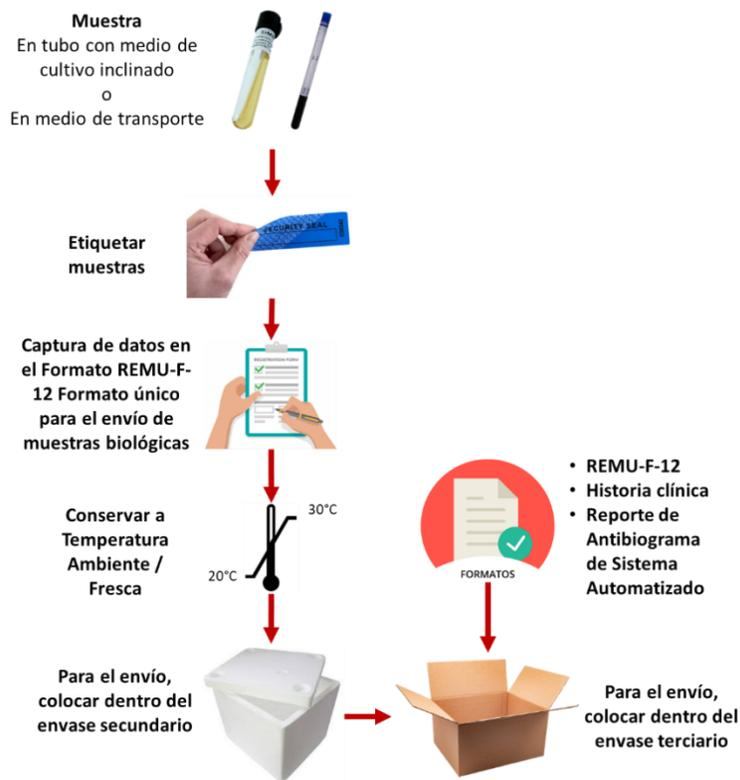 Muestra
En tubo con medio de
cultivo inclinado
o
En medio de transporte
Etiquetar
muestras
SECURITY SEAL
Captura de datos en
el Formato REMU-F-
12 Formato único
para el envío de
muestras biológicas
REGISTRATION FORM
Conservar a
Temperatura
Ambiente /
Fresca
30°C
20°C
FORMATOS
• REMU-F-12
• Historia clínica
• Reporte de
Antibiograma
de Sistema
Automatizado
Para el envío,
colocar dentro del
envase secundario
Para el envío,
colocar dentro del
envase terciario